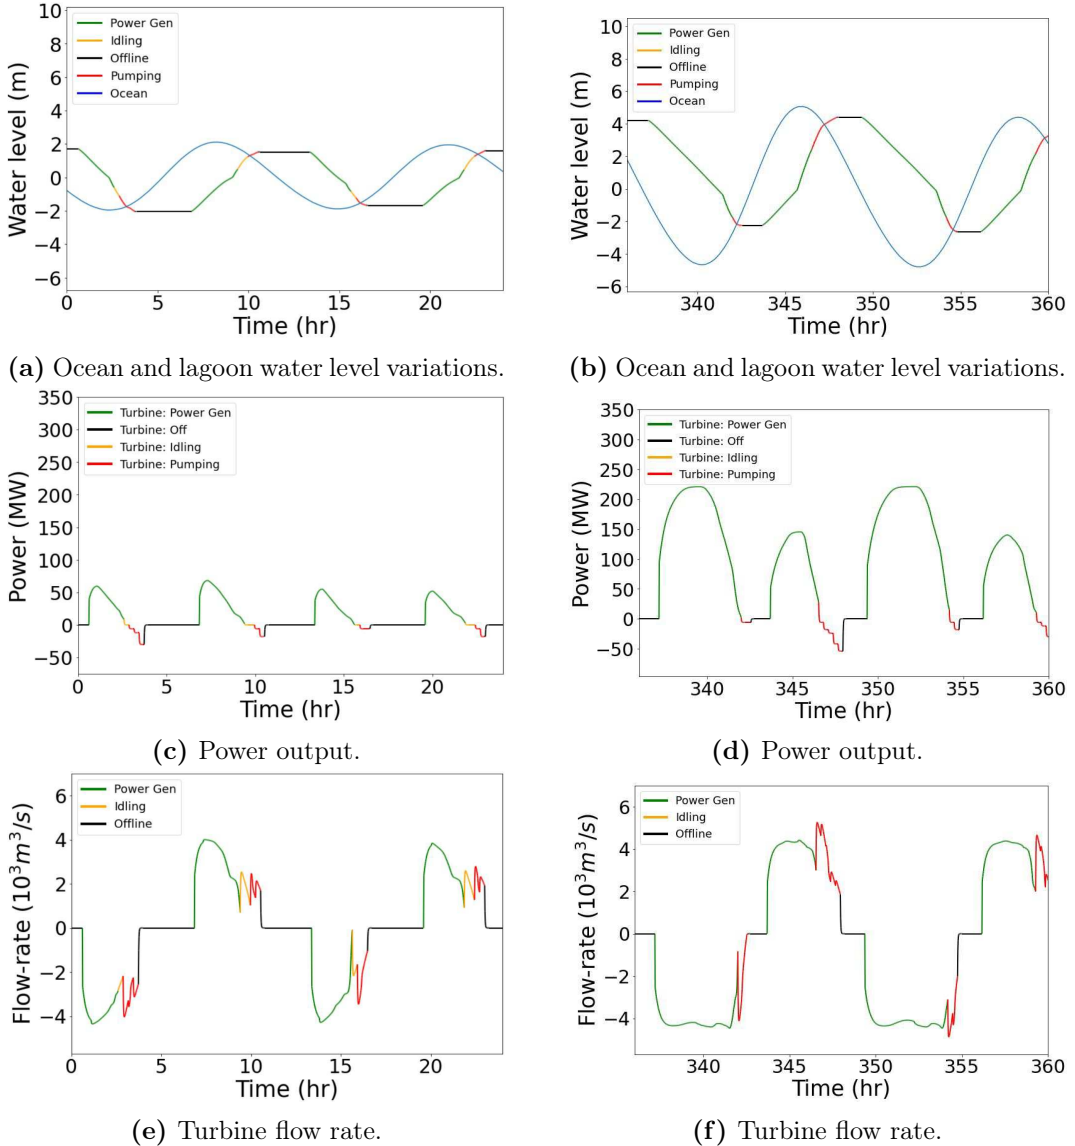 10
8
6
4
2
0
−2
−4
−6
Water level (m)
Power Gen
Idling
Offline
Pumping
Ocean
0 5 10 15 20
Time (hr)
(a) Ocean and lagoon water level variations.
10
8
6
4
2
0
−2
−4
−6
Water level (m)
Power Gen
Idling
Offline
Pumping
Ocean
340 345 350 355 360
Time (hr)
(b) Ocean and lagoon water level variations.
350
300
250
200
150
100
50
0
−50
Power (MW)
Turbine: Power Gen
Turbine: Off
Turbine: Idling
Turbine: Pumping
0 5 10 15 20
Time (hr)
(c) Power output.
350
300
250
200
150
100
50
0
−50
Power (MW)
Turbine: Power Gen
Turbine: Off
Turbine: Idling
Turbine: Pumping
340 345 350 355 360
Time (hr)
(d) Power output.
6
4
2
0
−2
−4
Flow-rate (10³m³/s)
Power Gen
Idling
Offline
0 5 10 15 20
Time (hr)
(e) Turbine flow rate.
6
4
2
0
−2
−4
Flow-rate (10³m³/s)
Power Gen
Idling
Offline
340 345 350 355 360
Time (hr)
(f) Turbine flow rate.